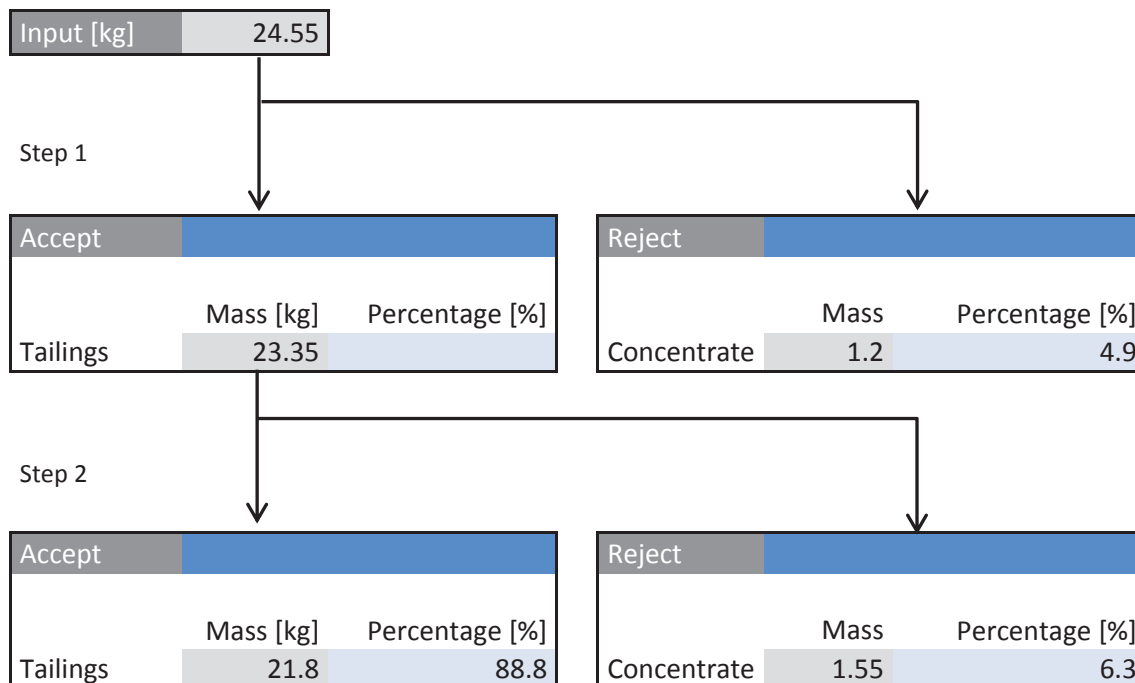 Input [kg] 24.55
Step 1
Accept
Reject
Mass [kg] Percentage [%]
Mass Percentage [%]
Tailings 23.35
Concentrate 1.2 4.9
Step 2
Accept
Reject
Mass [kg] Percentage [%]
Mass Percentage [%]
Tailings 21.8 88.8
Concentrate 1.55 6.3